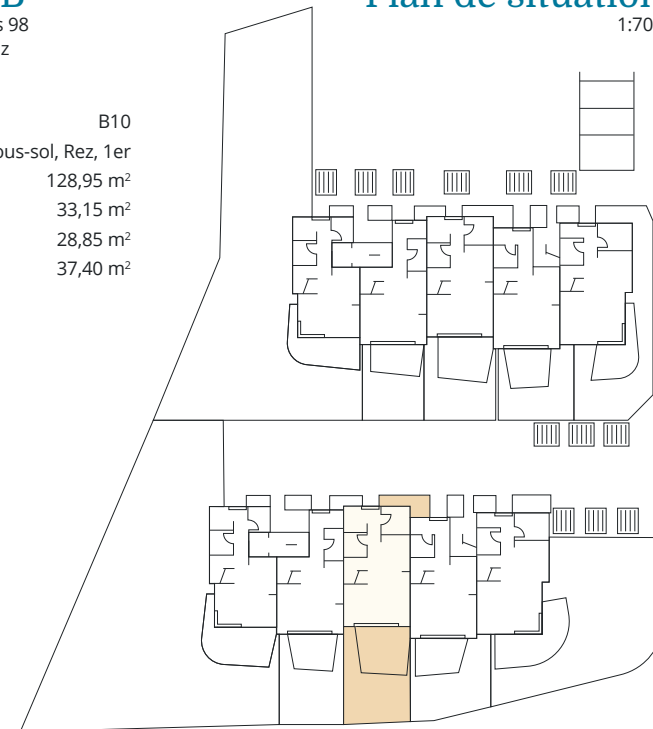 B
Plan de situation
s 98
1:70
z
B10
ous-sol, Rez, 1er
128,95 m²
33,15 m²
28,85 m²
37,40 m²